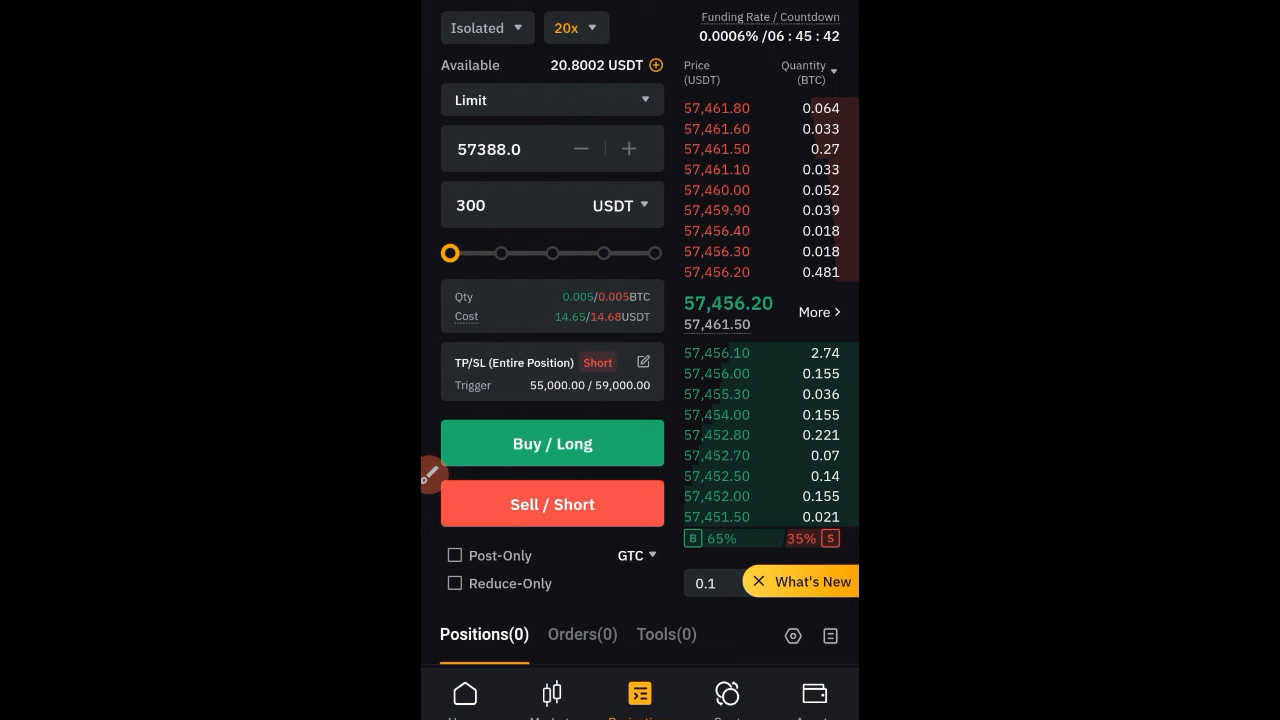 Isolated 20x
Funding Rate / Countdown
0.0006% /06 : 45 : 42
Available 20.8002 USDT
Limit
57388.0
300 USDT
Qty 0.005/0.005BTC
Cost 14.65/14.68USDT
TP/SL (Entire Position) Short
Trigger 55,000.00 / 59,000.00
Buy / Long
Sell / Short
Post-Only GTC
Reduce-Only
Price Quantity
(USDT) (BTC)
57,461.80 0.064
57,461.60 0.033
57,461.50 0.27
57,461.10 0.033
57,460.00 0.052
57,459.90 0.039
57,456.40 0.018
57,456.30 0.018
57,456.20 0.481
57,456.20
57,461.50
More
57,456.10 2.74
57,456.00 0.155
57,455.30 0.036
57,454.00 0.155
57,452.80 0.221
57,452.70 0.07
57,452.50 0.14
57,452.00 0.155
57,451.50 0.021
B 65% 35% S
0.1
What's New
Positions(0) Orders(0) Tools(0)